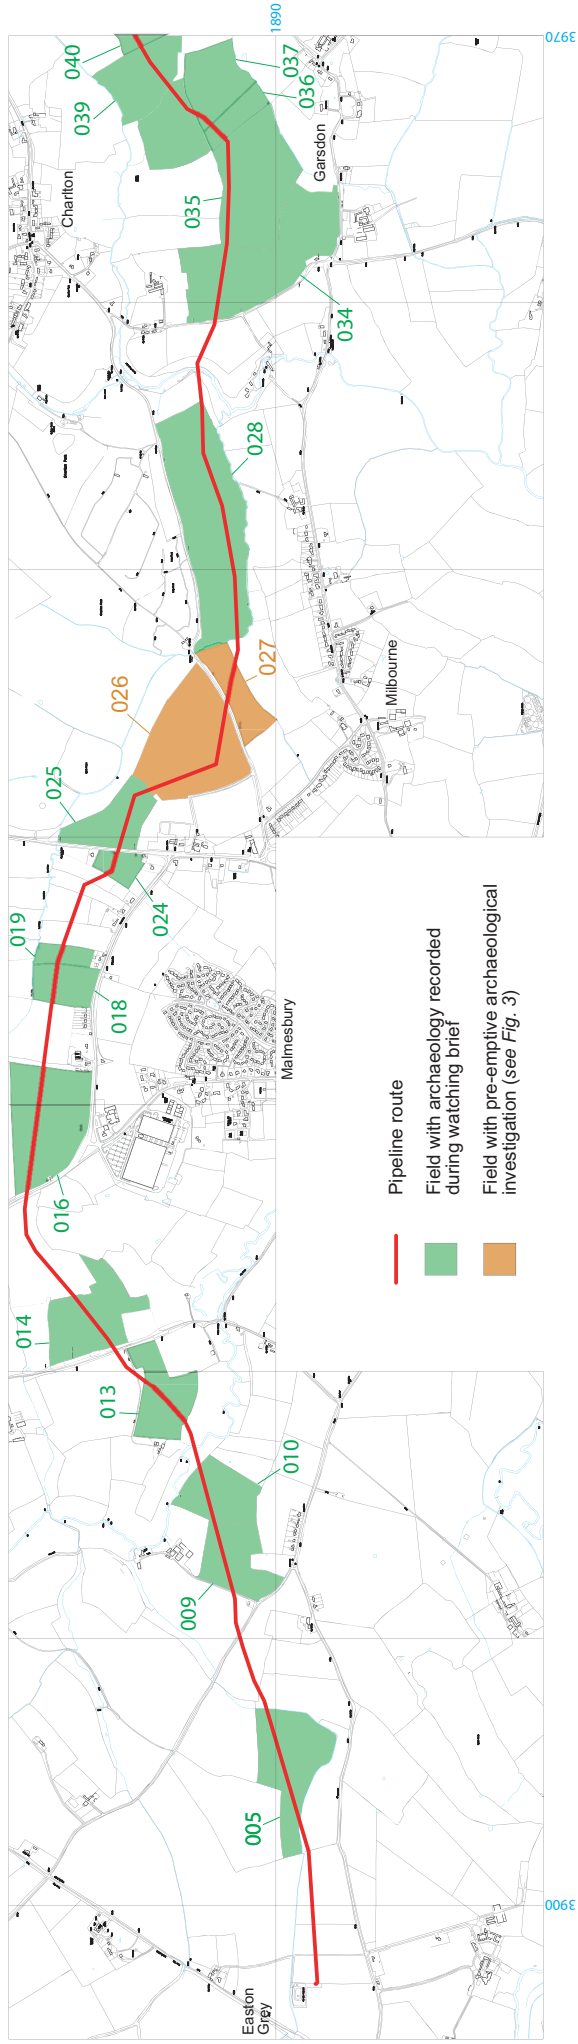 Easton
Grey
005
009
010
013
014
016
018
019
024
025
026
027
028
034
035
036
037
039
040
Malmesbury
Milbourne
Charlton
Garsdon
1890
3900
3970
Pipeline route
Field with archaeology recorded
during watching brief
Field with pre-emptive archaeological
investigation (see Fig. 3)